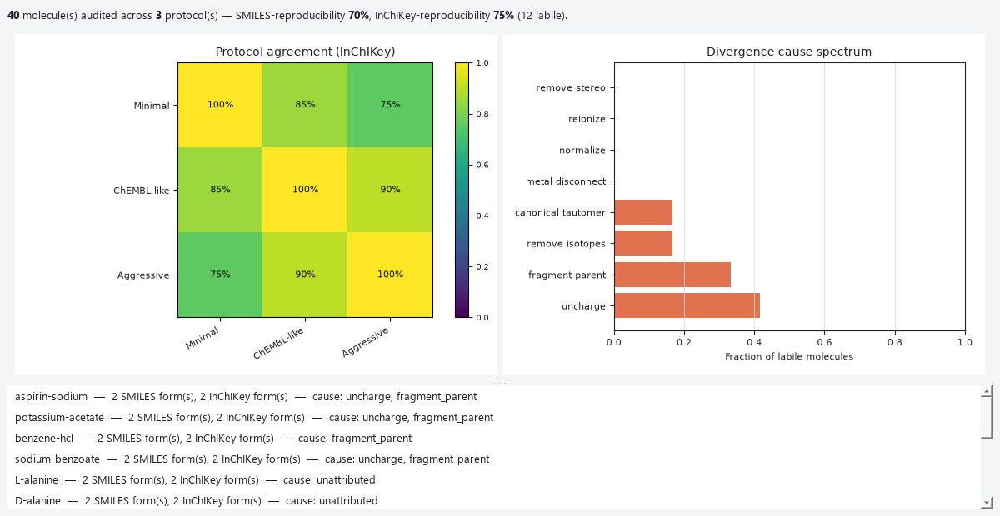 40 molecule(s) audited across 3 protocol(s) — SMILES-reproducibility 70%, InChIKey-reproducibility 75% (12 labile).
Protocol agreement (InChIKey)
Minimal
ChEMBL-like
Aggressive
100% 85% 75%
85% 100% 90%
75% 90% 100%
Minimal
ChEMBL-like
Aggressive
1.0
0.8
0.6
0.4
0.2
0.0
Divergence cause spectrum
remove stereo
reionize
normalize
metal disconnect
canonical tautomer
remove isotopes
fragment parent
uncharge
0.0 0.2 0.4 0.6 0.8 1.0
Fraction of labile molecules
aspirin-sodium — 2 SMILES form(s), 2 InChIKey form(s) — cause: uncharge, fragment_parent
potassium-acetate — 2 SMILES form(s), 2 InChIKey form(s) — cause: uncharge, fragment_parent
benzene-hcl — 2 SMILES form(s), 2 InChIKey form(s) — cause: fragment_parent
sodium-benzoate — 2 SMILES form(s), 2 InChIKey form(s) — cause: uncharge, fragment_parent
L-alanine — 2 SMILES form(s), 2 InChIKey form(s) — cause: unattributed
D-alanine — 2 SMILES form(s), 2 InChIKey form(s) — cause: unattributed